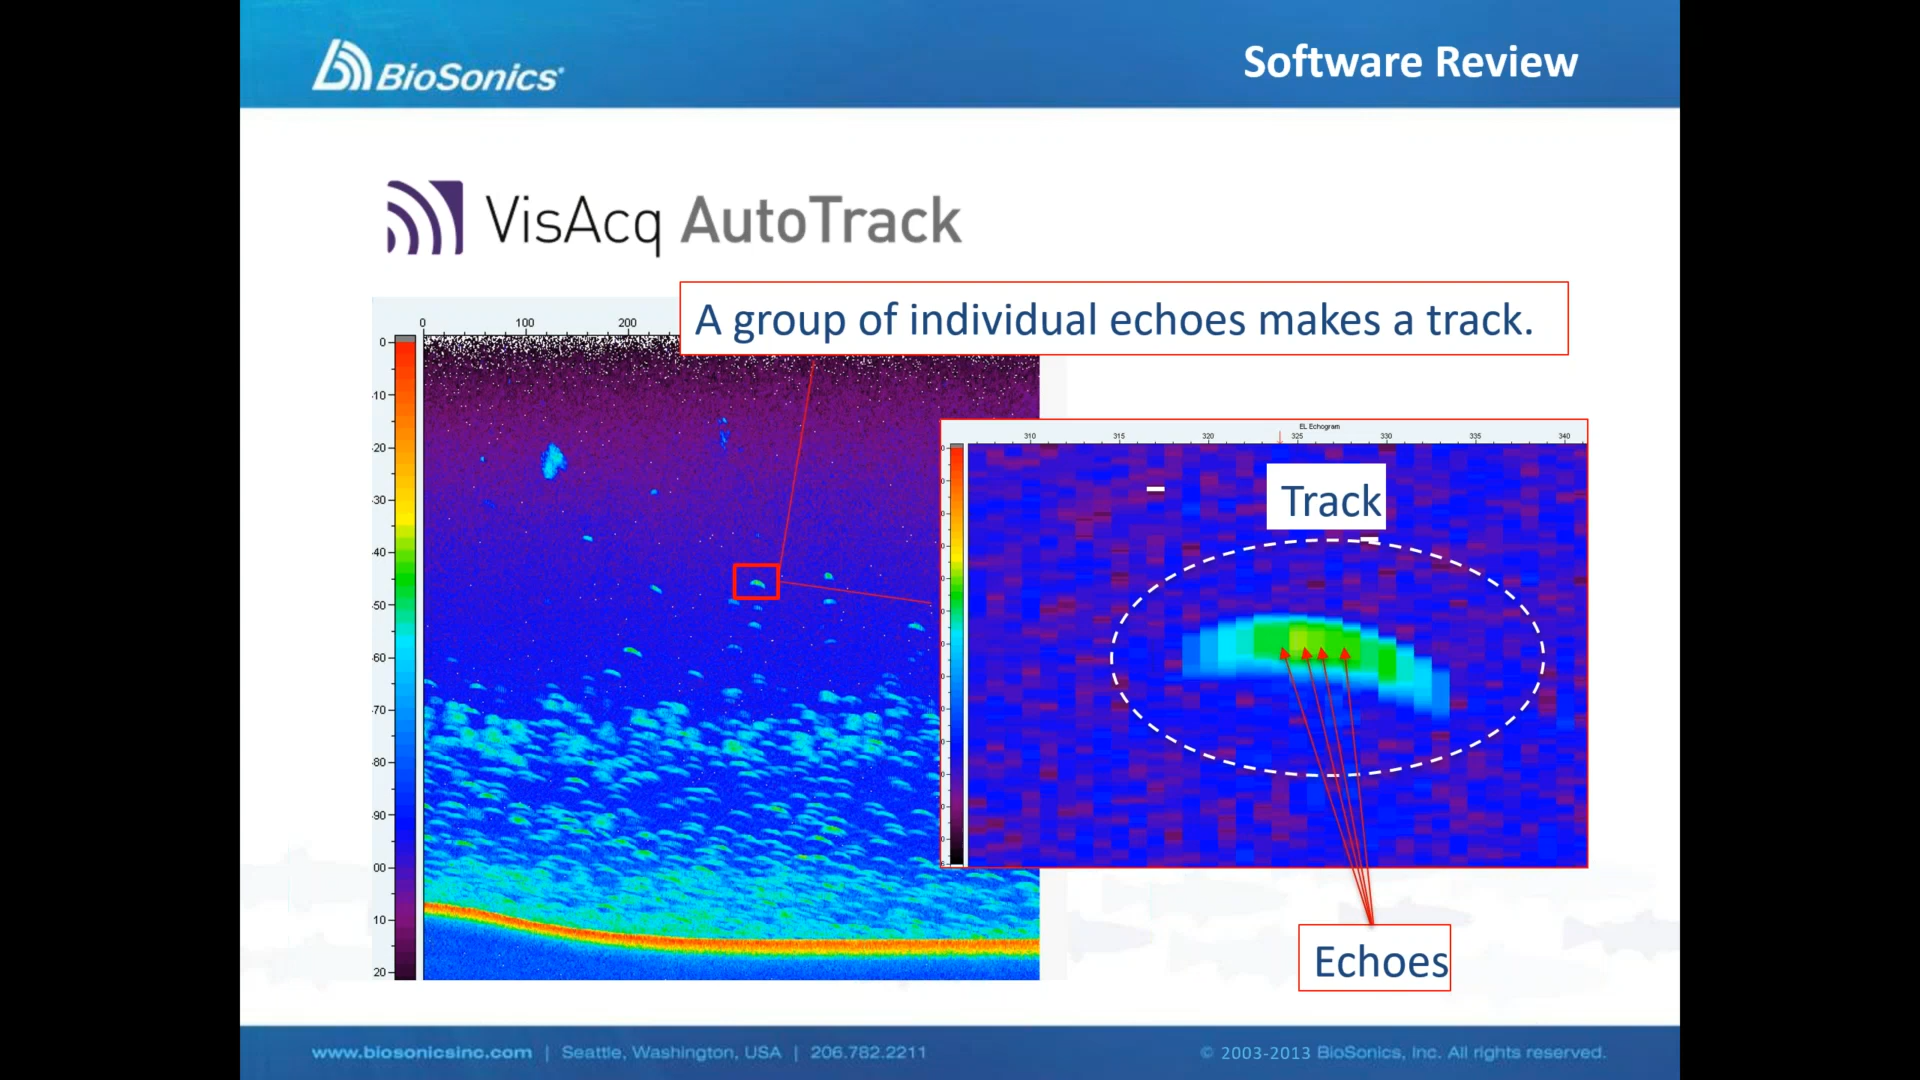 BioSonics
Software Review
VisAcq AutoTrack
A group of individual echoes makes a track.
0 100 200
0
10
20
30
40
50
60
70
80
90
00
10
20
EL Echogram
310 315 320 325 330 335 340
Track
Echoes
www.biosonicsinc.com | Seattle, Washington, USA | 206.782.2211
© 2003-2013 BioSonics, Inc. All rights reserved.